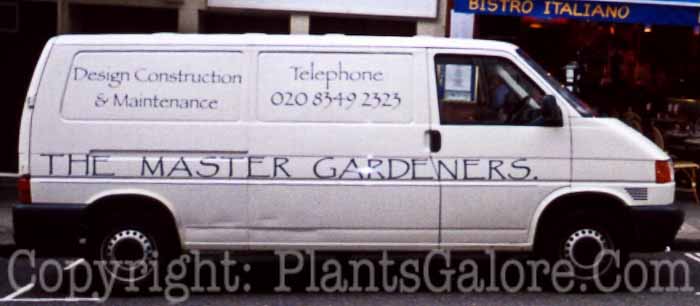 BISTRO ITALIANO
Design Construction
& Maintenance
Telephone
020 8349 2323
THE MASTER GARDENERS.
Copyright: PlantsGalore.Com